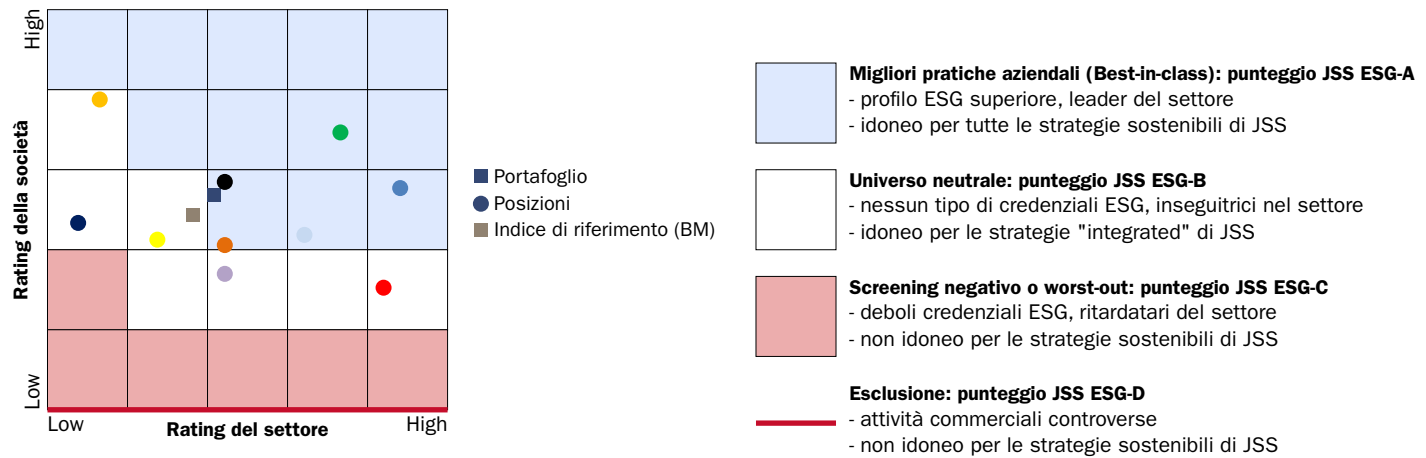 High
Rating della società
Low
Low
Rating del settore
High
Portafoglio
Posizioni
Indice di riferimento (BM)
Migliori pratiche aziendali (Best-in-class): punteggio JSS ESG-A
- profilo ESG superiore, leader del settore
- idoneo per tutte le strategie sostenibili di JSS
Universo neutrale: punteggio JSS ESG-B
- nessun tipo di credenziali ESG, inseguitrici nel settore
- idoneo per le strategie "integrated" di JSS
Screening negativo o worst-out: punteggio JSS ESG-C
- deboli credenziali ESG, ritardatari del settore
- non idoneo per le strategie sostenibili di JSS
Esclusione: punteggio JSS ESG-D
- attività commerciali controverse
- non idoneo per le strategie sostenibili di JSS